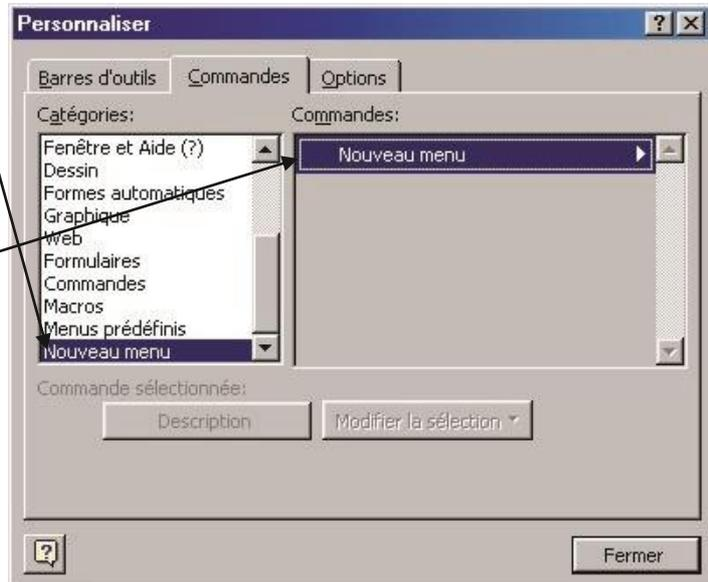 Personnaliser
Barres d'outils Commandes Options
Catégories:
Fenêtre et Aide (?)
Dessin
Formes automatiques
Graphique
Web
Formulaires
Commandes
Macros
Menus prédéfinis
Nouveau menu
Commandes:
Nouveau menu
Commande sélectionnée:
Description Modifier la sélection
Fermer